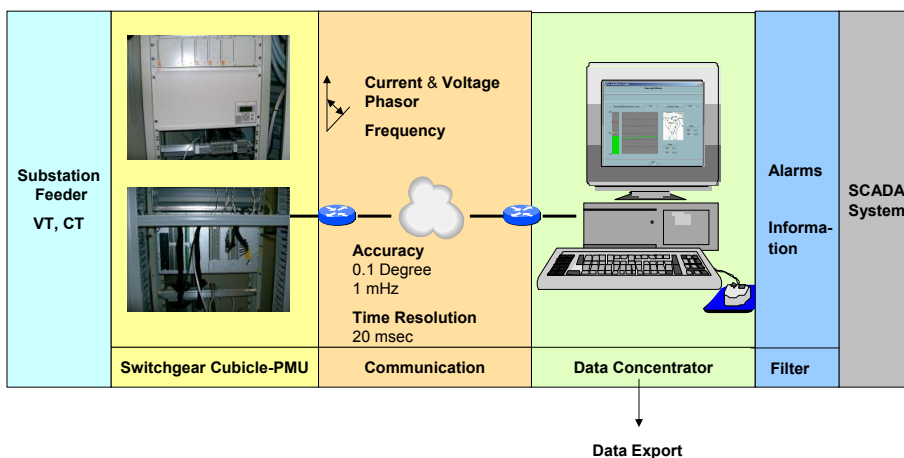 Substation
Feeder
VT, CT
Switchgear Cubicle-PMU
Current & Voltage
Phasor
Frequency
Accuracy
0.1 Degree
1 mHz
Time Resolution
20 msec
Communication
Data Concentrator
Alarms
Informa-
tion
Filter
SCADA
System
Data Export